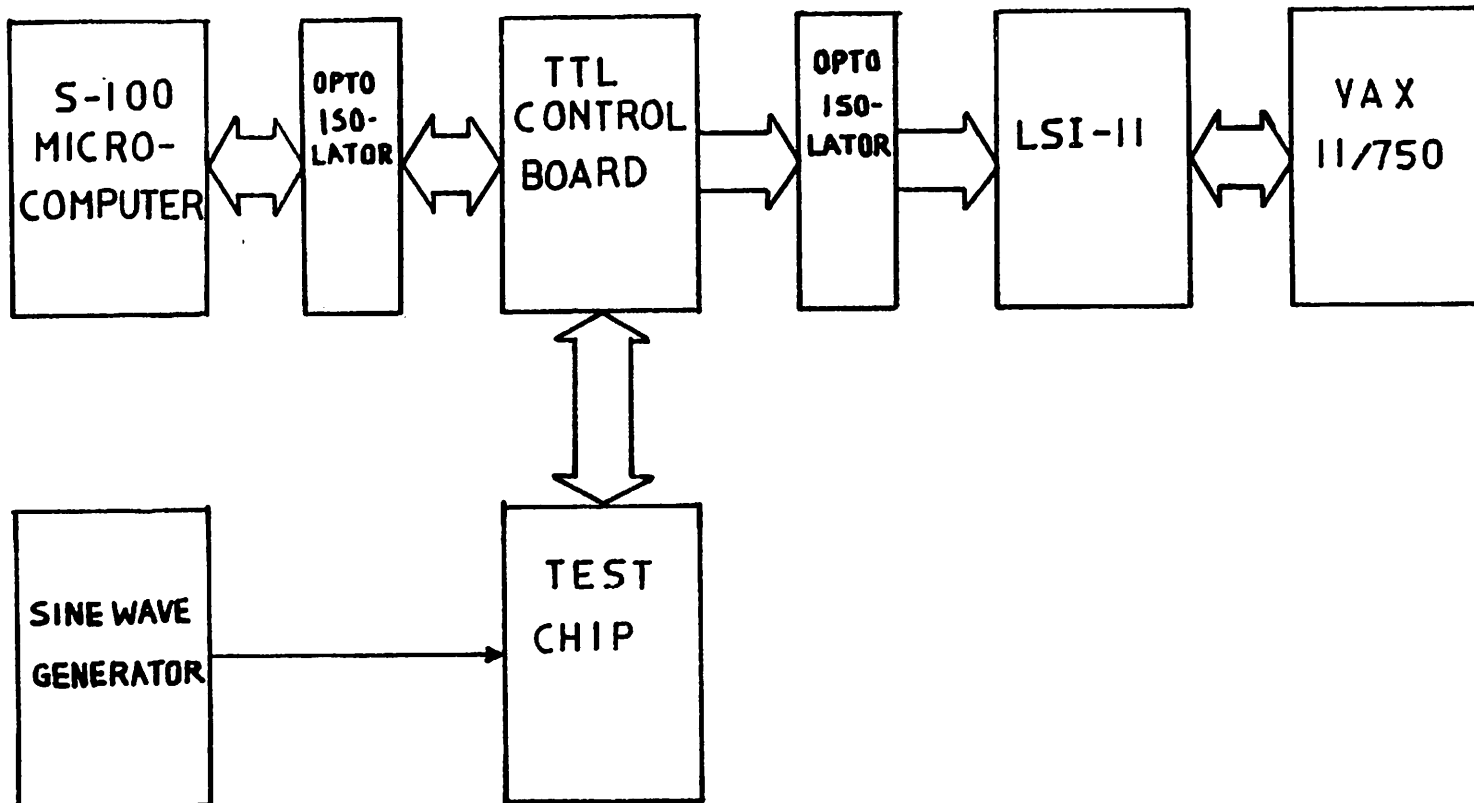 S-100
MICRO-
COMPUTER
OPTO
ISO-
LATOR
TTL
CONTROL
BOARD
OPTO
ISO-
LATOR
LSI-11
VAX
11/750
SINE WAVE
GENERATOR
TEST
CHIP